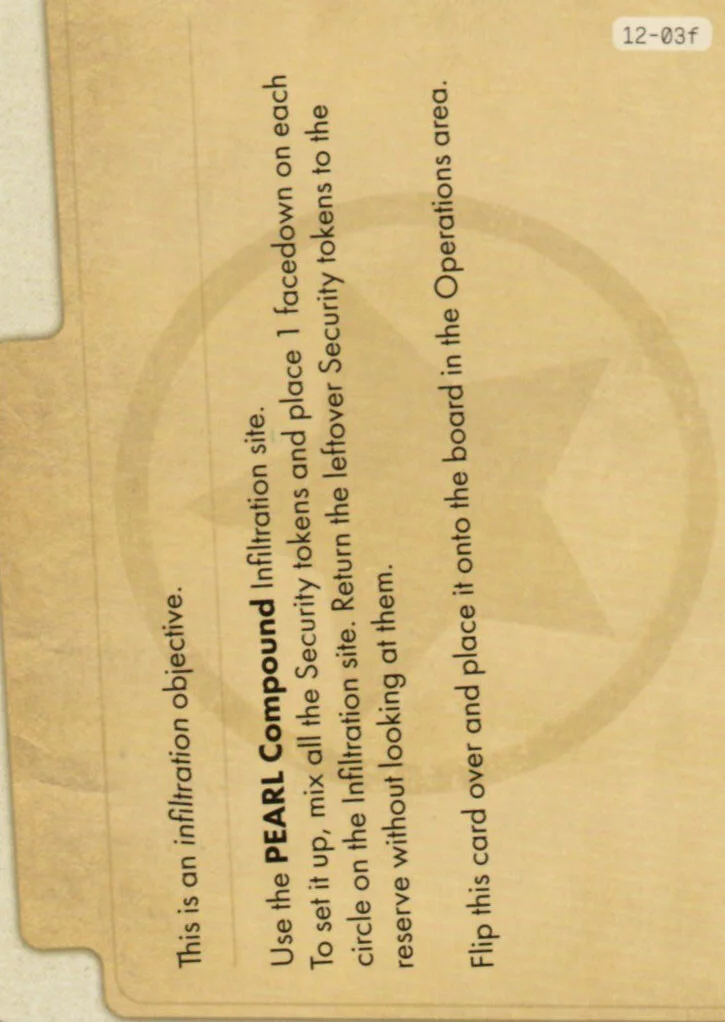 12-03f
This is an infiltration objective.
Use the PEARL Compound Infiltration site.
To set it up, mix all the Security tokens and place 1 facedown on each
circle on the Infiltration site. Return the leftover Security tokens to the
reserve without looking at them.
Flip this card over and place it onto the board in the Operations area.